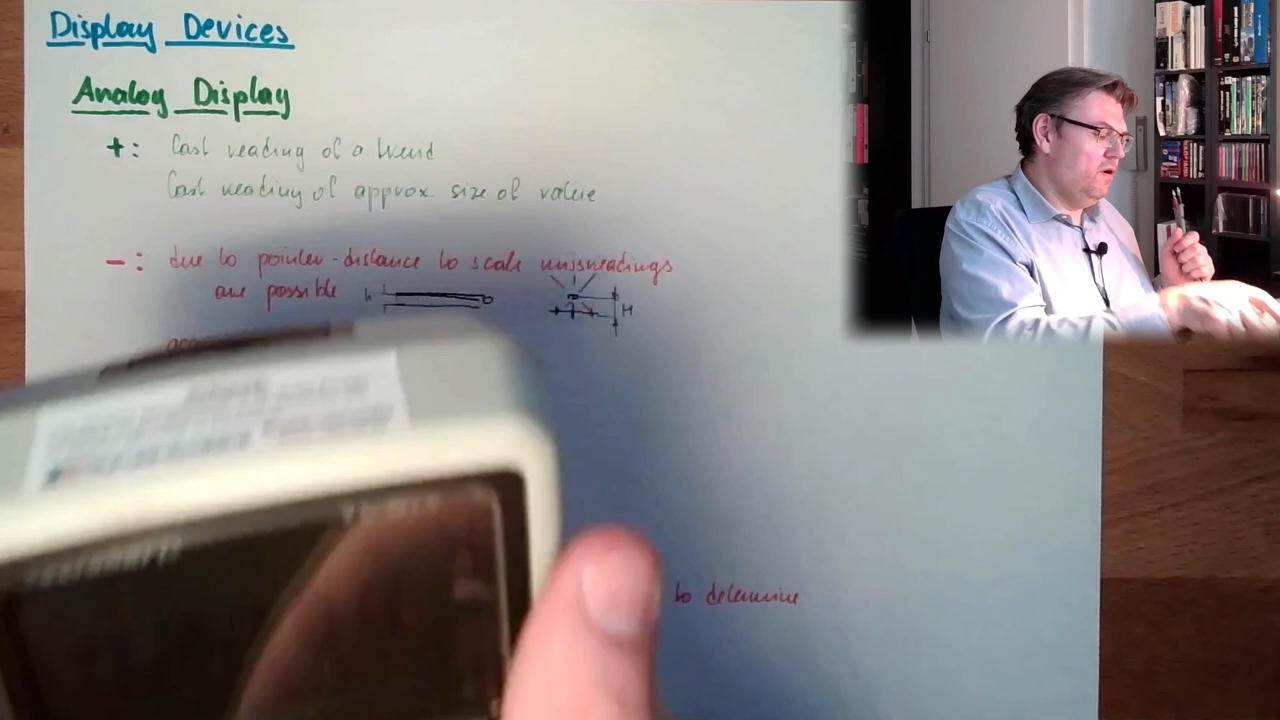 Display Devices
Analog Display
+: fast reading of a trend
fast reading of approx. size of value
-: due to pointer-distance to scale missreadings
are possible h
H
to determine